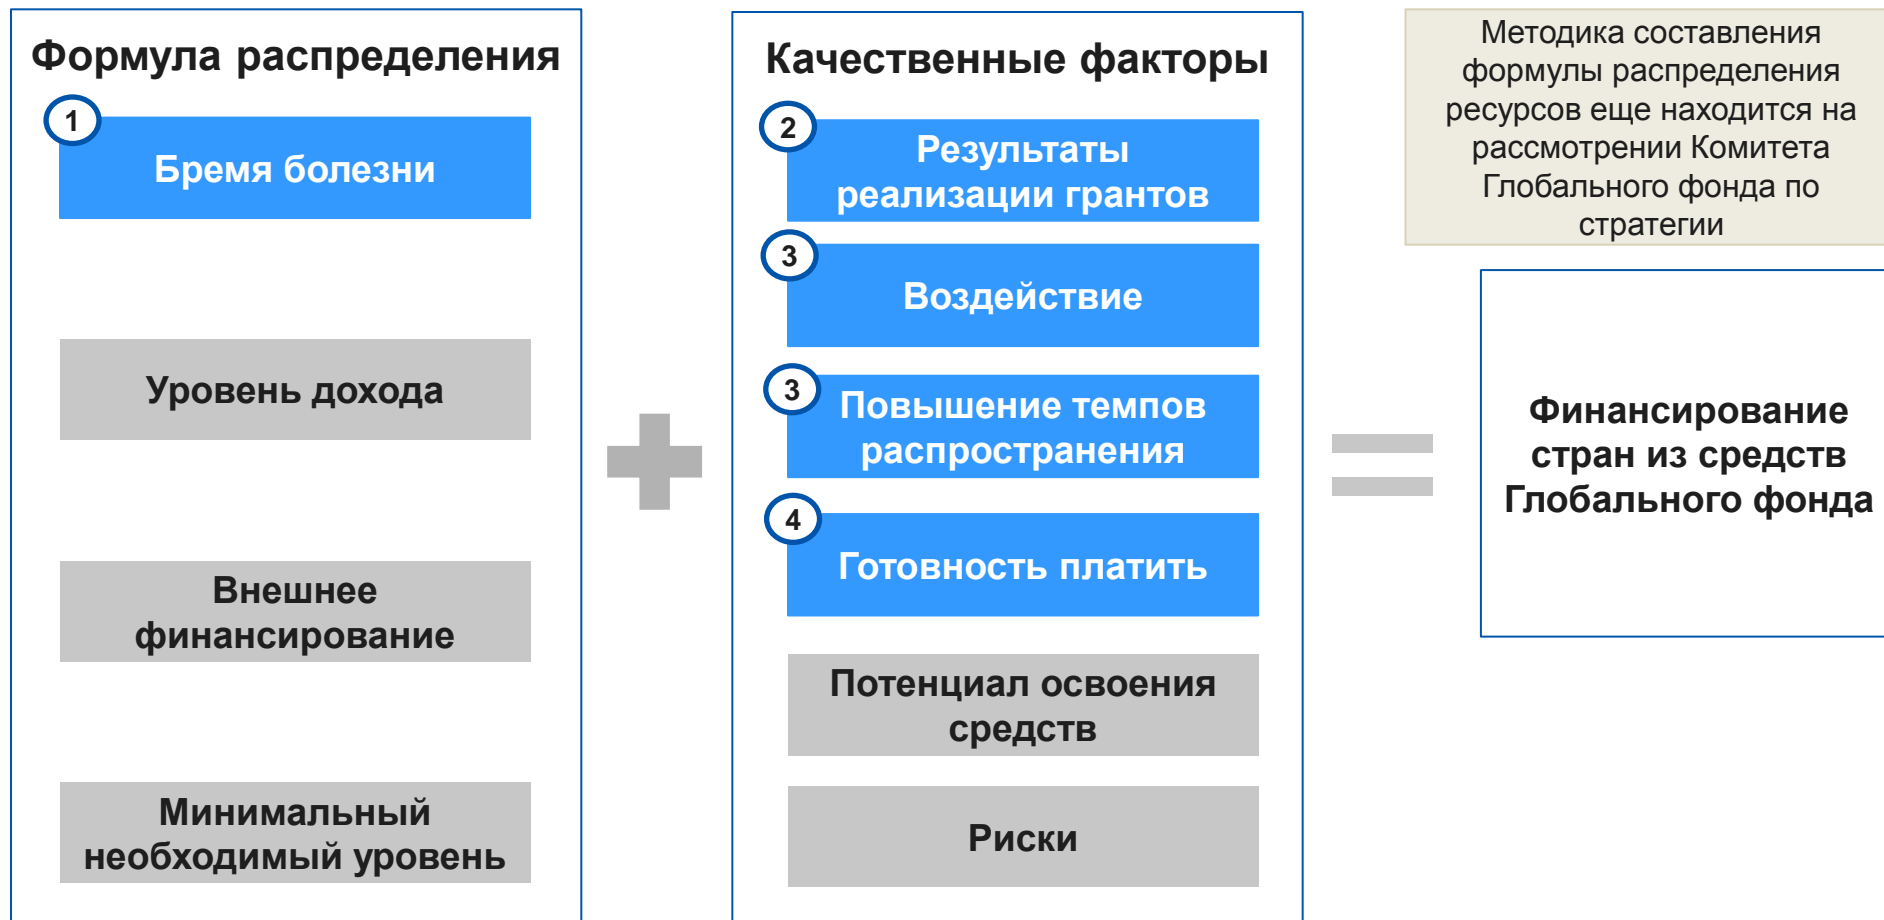 Формула распределения
1
Бремя болезни
Уровень дохода
Внешнее
финансирование
Минимальный
необходимый уровень
Качественные факторы
2
Результаты
реализации грантов
3
Воздействие
3
Повышение темпов
распространения
4
Готовность платить
Потенциал освоения
средств
Риски
Методика составления
формулы распределения
ресурсов еще находится на
рассмотрении Комитета
Глобального фонда по
стратегии
Финансирование
стран из средств
Глобального фонда